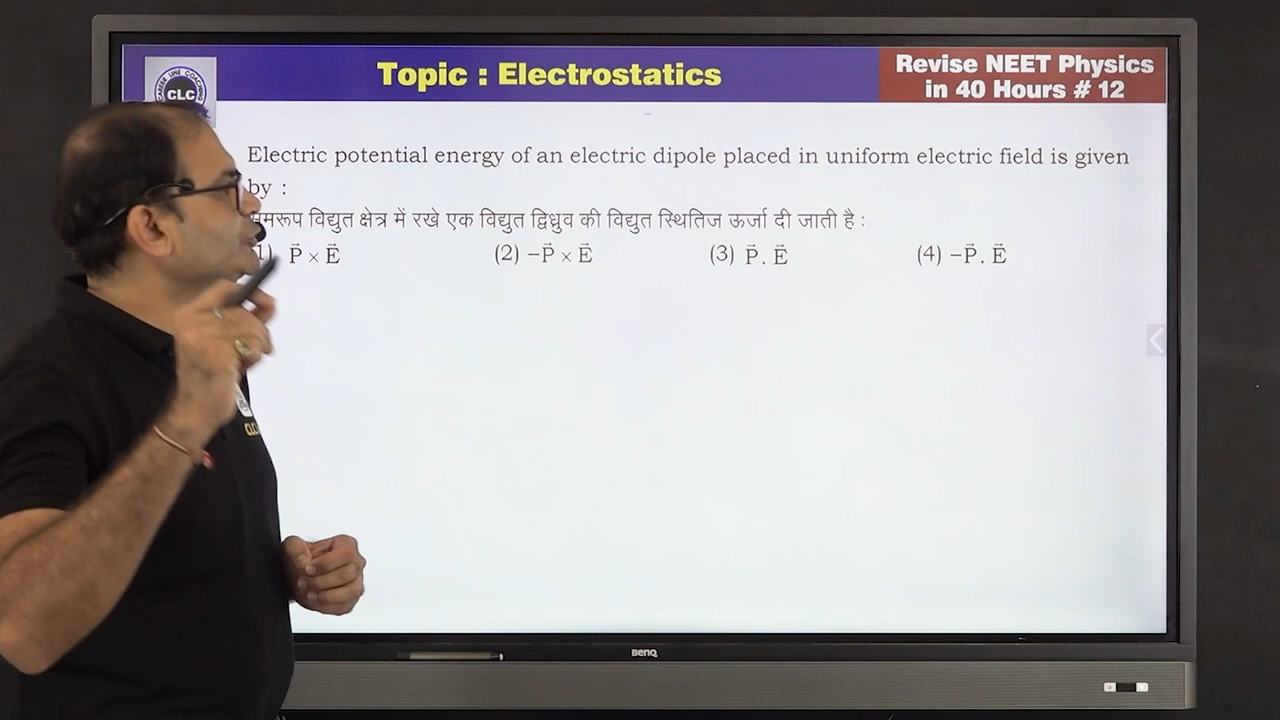 Topic : Electrostatics
Revise NEET Physics
in 40 Hours # 12
CLC
Electric potential energy of an electric dipole placed in uniform electric field is given
by :
समरूप विद्युत क्षेत्र में रखे एक विद्युत द्विध्रुव की विद्युत स्थितिज ऊर्जा दी जाती है :
1) P⃗ × E⃗ (2) −P⃗ × E⃗ (3) P⃗ . E⃗ (4) −P⃗ . E⃗
BenQ